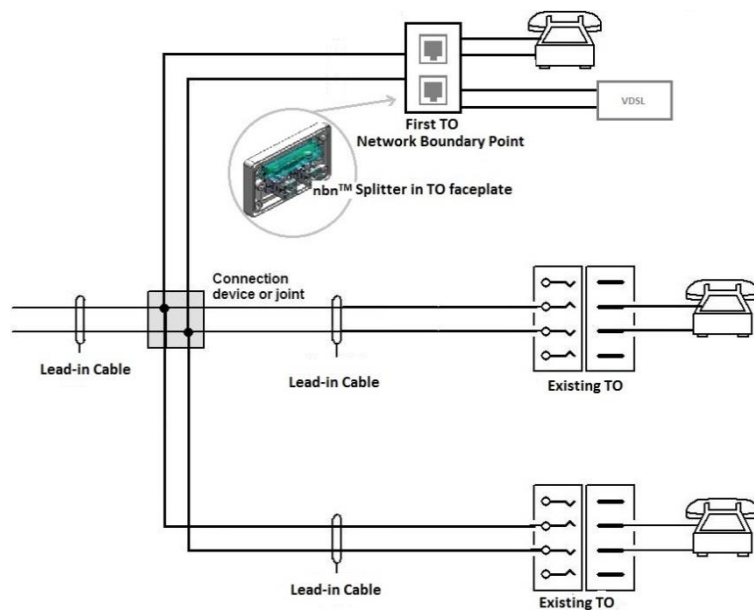 VDSL
First TO
Network Boundary Point
nbn™ Splitter in TO faceplate
Connection
device or joint
Lead-in Cable
Lead-in Cable
Existing TO
Lead-in Cable
Existing TO